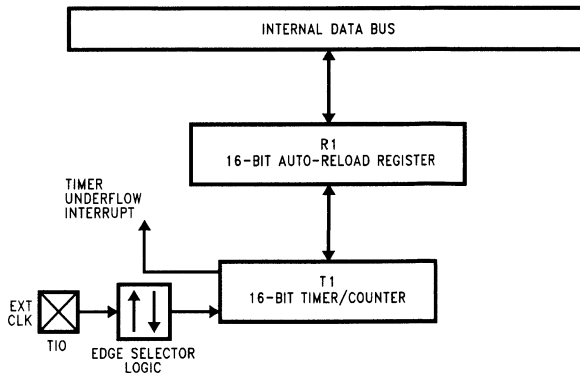 INTERNAL DATA BUS
R1
16-BIT AUTO-RELOAD REGISTER
TIMER
UNDERFLOW
INTERRUPT
T1
16-BIT TIMER/COUNTER
EXT
CLK
TIO
EDGE SELECTOR
LOGIC